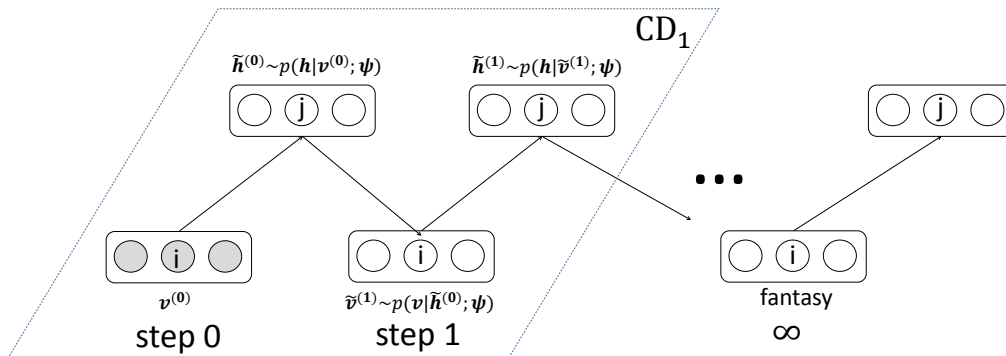 CD₁
h̃⁽⁰⁾~p(h|v⁽⁰⁾; ψ)
h̃⁽¹⁾~p(h|ṽ⁽¹⁾; ψ)
j
j
j
...
i
i
i
v⁽⁰⁾
ṽ⁽¹⁾~p(v|h̃⁽⁰⁾; ψ)
fantasy
step 0
step 1
∞